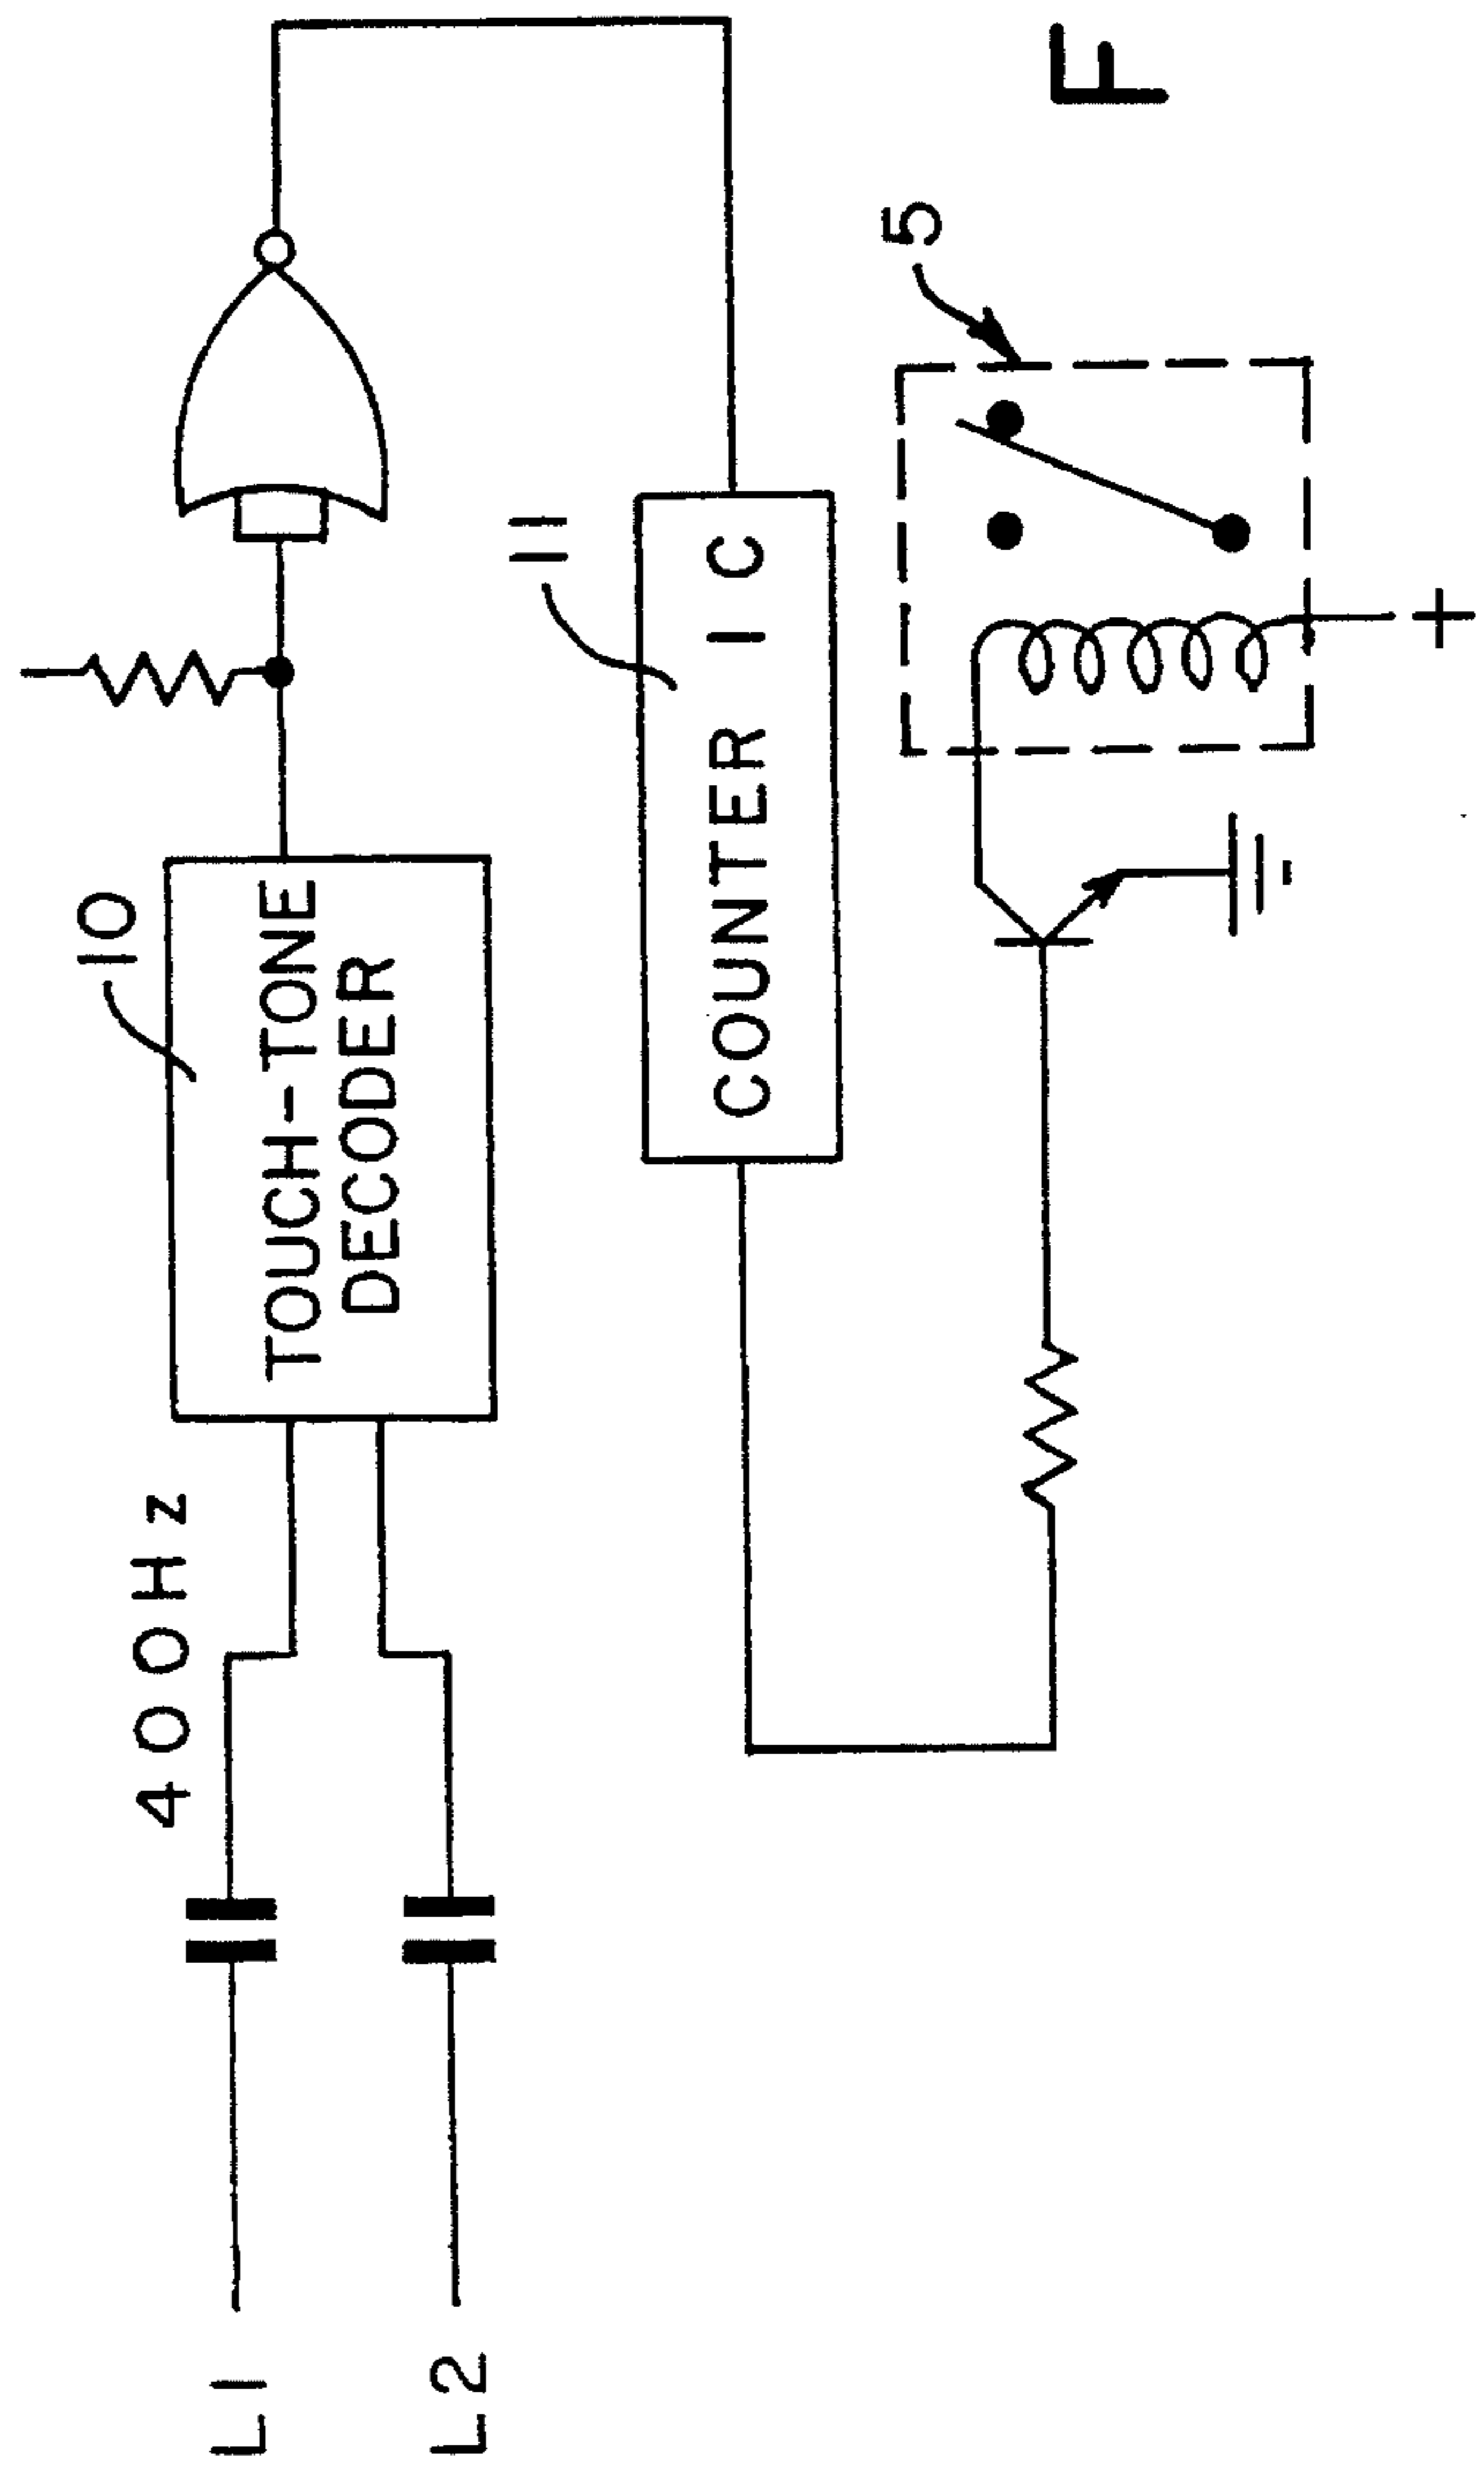 L1
L2
400Hz
10
TOUCH-TONE
DECODER
11
COUNTER IC
5
+
F